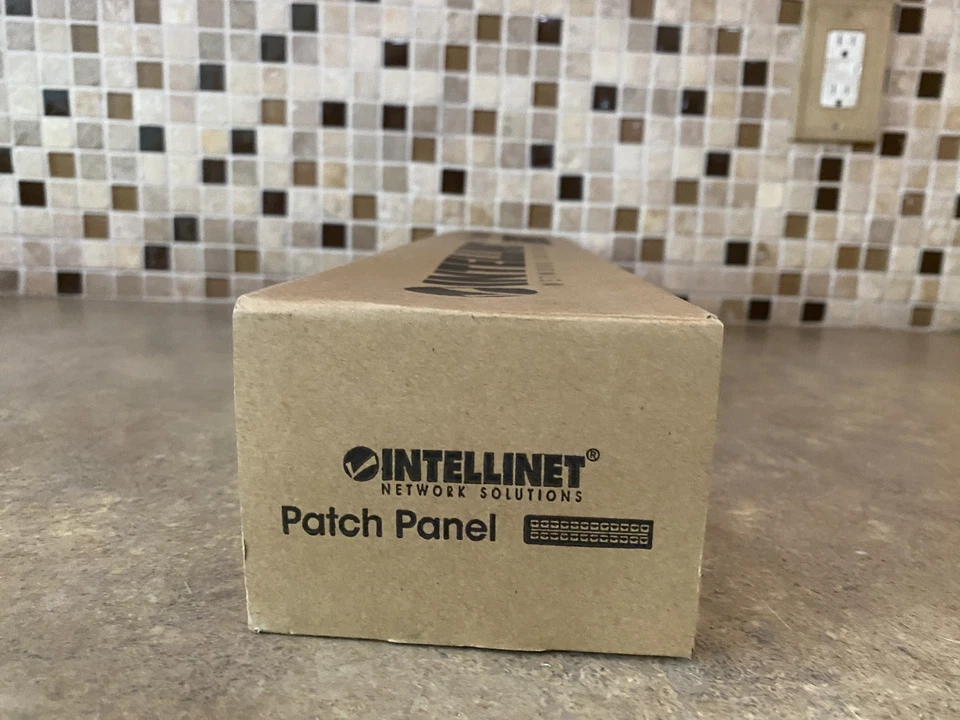 INTELLINET®
NETWORK SOLUTIONS
Patch Panel